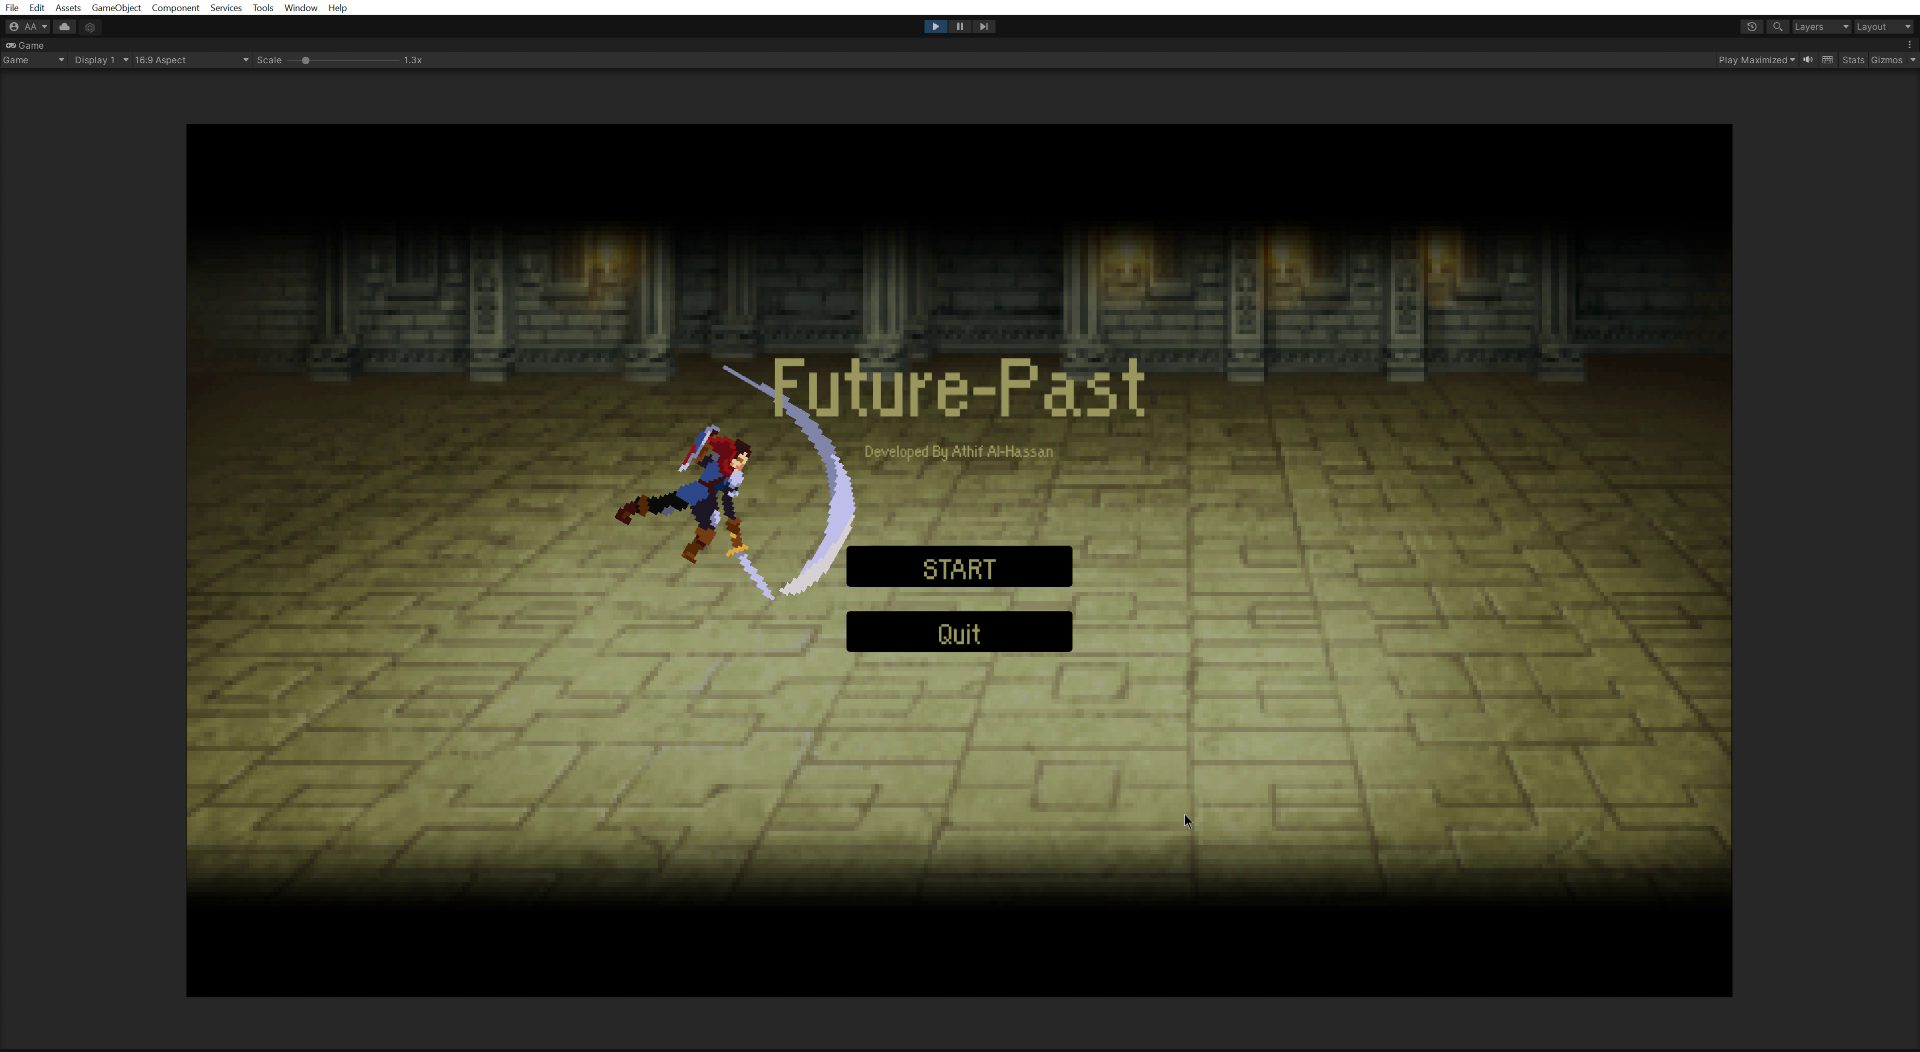 File Edit Assets GameObject Component Services Tools Window Help
AA Layers Layout
Game
Game Display 1 16:9 Aspect Scale 1.3x Play Maximized Stats Gizmos
Future-Past
Developed By Athif Al-Hassan
START
Quit